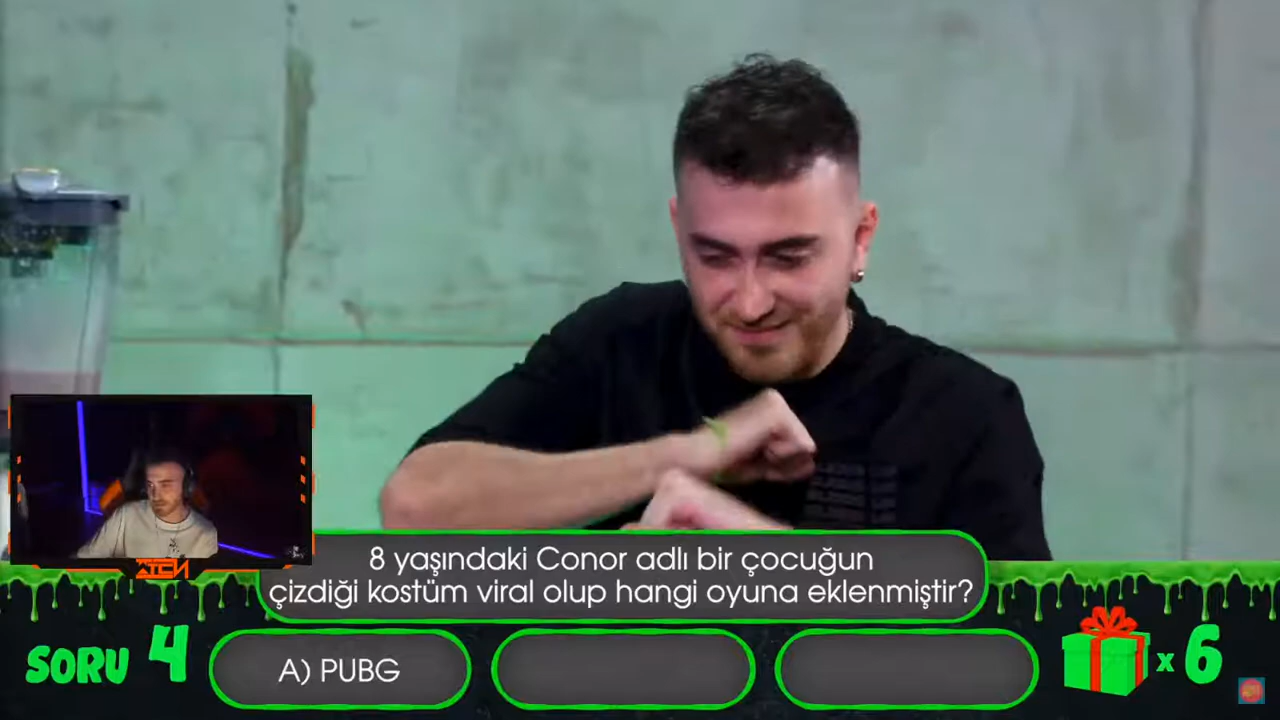 8 yaşındaki Conor adlı bir çocuğun
çizdiği kostüm viral olup hangi oyuna eklenmiştir?
SORU 4
A) PUBG
x 6